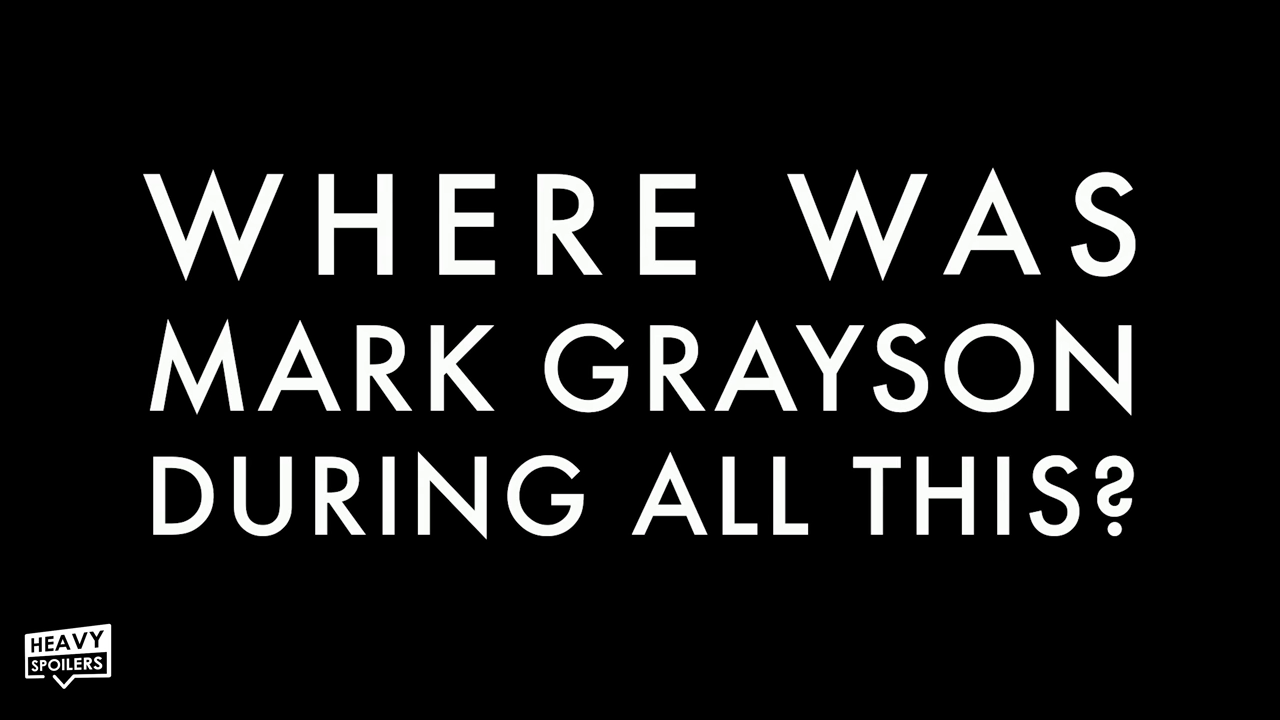 WHERE WAS
MARK GRAYSON
DURING ALL THIS?
HEAVY
SPOILERS